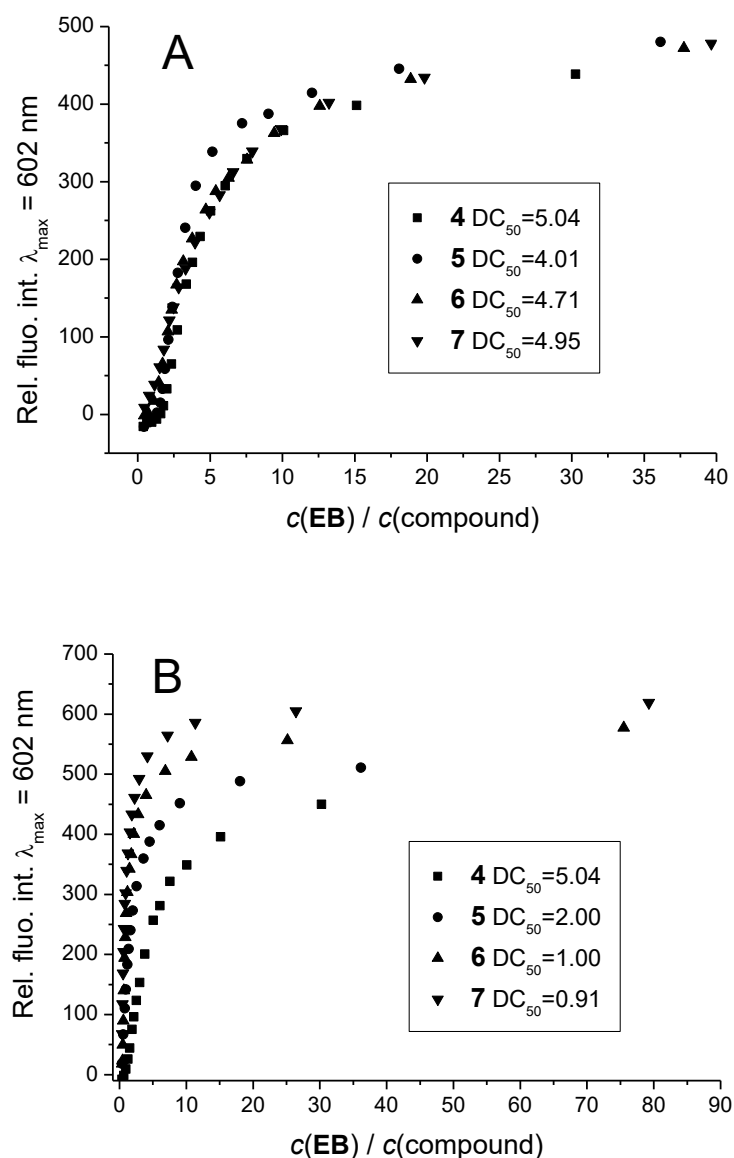 A
Rel. fluo. int. λmax = 602 nm
500
400
300
200
100
0
4 DC50=5.04
5 DC50=4.01
6 DC50=4.71
7 DC50=4.95
0 5 10 15 20 25 30 35 40
c(EB) / c(compound)
B
Rel. fluo. int. λmax = 602 nm
700
600
500
400
300
200
100
0
4 DC50=5.04
5 DC50=2.00
6 DC50=1.00
7 DC50=0.91
0 10 20 30 40 50 60 70 80 90
c(EB) / c(compound)